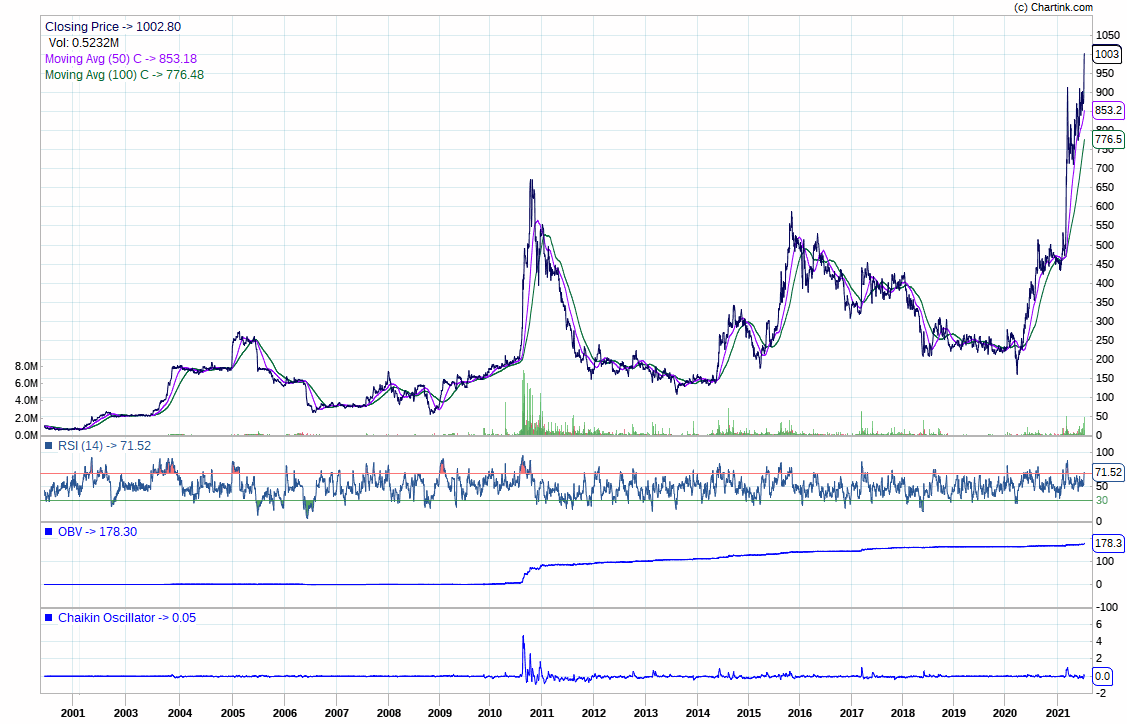 (c) Chartink.com
Closing Price -> 1002.80
Vol: 0.5232M
Moving Avg (50) C -> 853.18
Moving Avg (100) C -> 776.48
1050
1003
950
900
853.2
800
776.5
750
700
650
600
550
500
450
400
350
300
250
200
150
100
50
0
8.0M
6.0M
4.0M
2.0M
0.0M
RSI (14) -> 71.52
100
71.52
50
30
0
OBV -> 178.30
178.3
100
0
-100
Chaikin Oscillator -> 0.05
6
4
2
0.0
-2
2001 2003 2004 2005 2006 2007 2008 2009 2010 2011 2012 2013 2014 2015 2016 2017 2018 2019 2020 2021